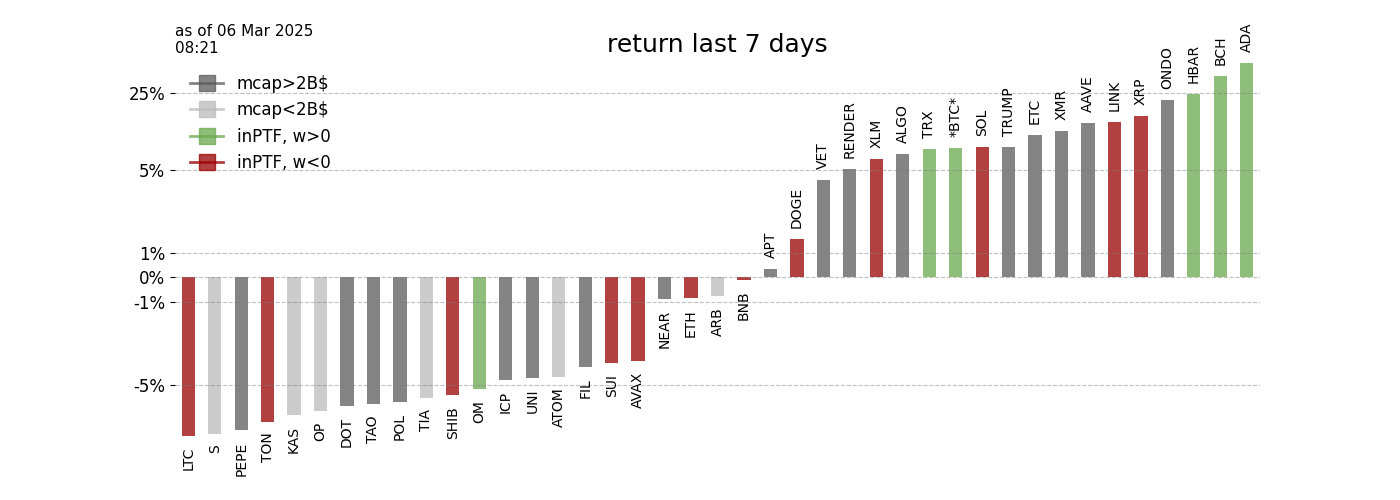 as of 06 Mar 2025
08:21
return last 7 days
mcap>2B$
mcap<2B$
inPTF, w>0
inPTF, w<0
25%
5%
1%
0%
-1%
-5%
LTC
S
PEPE
TON
KAS
OP
DOT
TAO
POL
TIA
SHIB
OM
ICP
UNI
ATOM
FIL
SUI
AVAX
NEAR
ETH
ARB
BNB
APT
DOGE
VET
RENDER
XLM
ALGO
TRX
*BTC*
SOL
TRUMP
ETC
XMR
AAVE
LINK
XRP
ONDO
HBAR
BCH
ADA